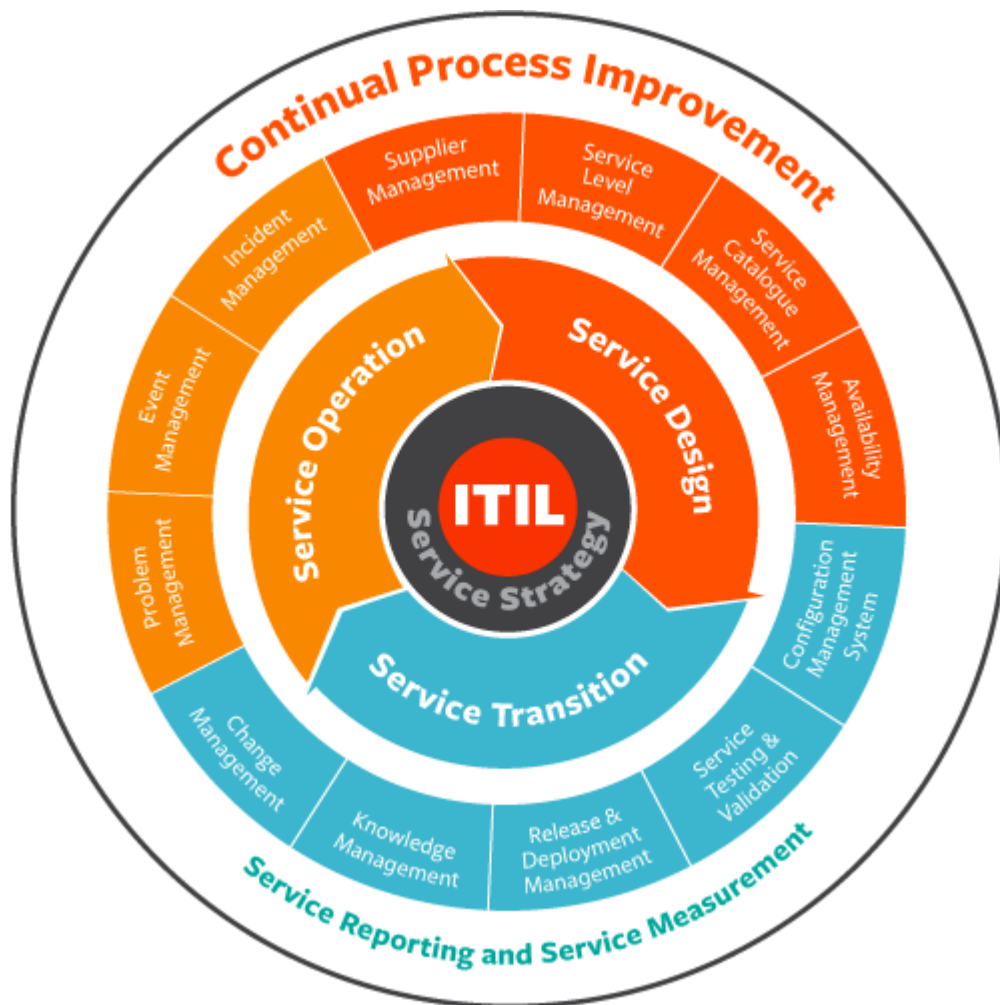 Continual Process Improvement
Supplier
Management
Service
Level
Management
Service
Catalogue
Management
Availability
Management
Configuration
Management
System
Service
Testing &
Validation
Release &
Deployment
Management
Knowledge
Management
Change
Management
Problem
Management
Event
Management
Incident
Management
Service Operation
Service Design
Service Transition
ITIL
Service Strategy
Service Reporting and Service Measurement